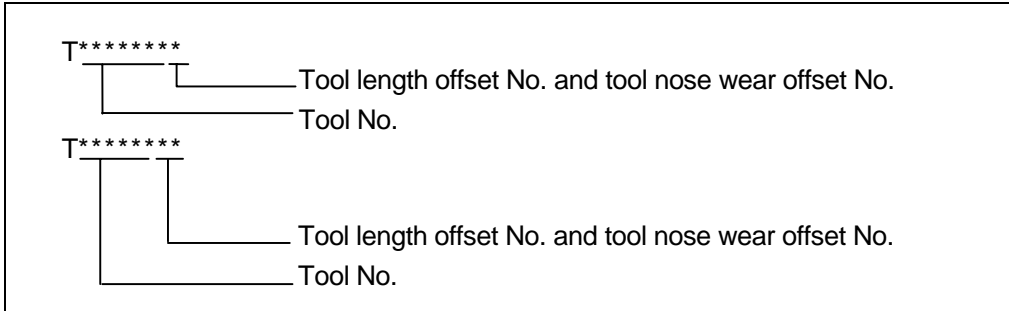 T********
Tool length offset No. and tool nose wear offset No.
Tool No.
T********
Tool length offset No. and tool nose wear offset No.
Tool No.